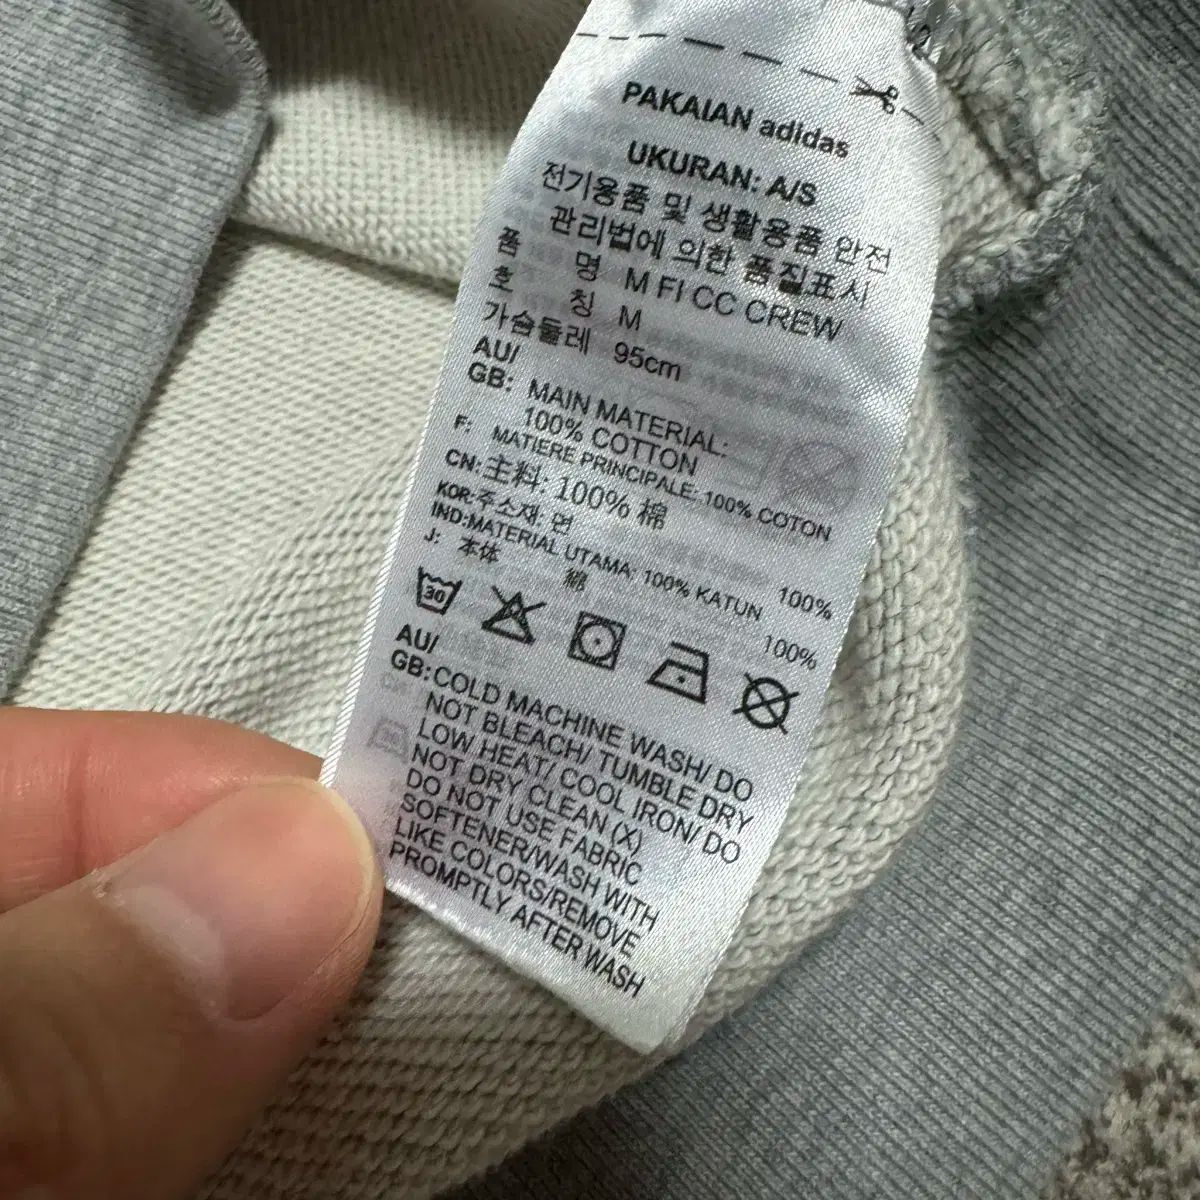 PAKAIAN adidas
UKURAN: A/S
전기용품 및 생활용품 안전
관리법에 의한 품질표시
품 명 M FI CC CREW
호 칭 M
가슴둘레 95cm
AU/
GB: MAIN MATERIAL:
100% COTTON
F: MATIERE PRINCIPALE: 100% COTON
CN: 主料: 100% 棉
KOR: 주소재: 면 100%
IND: MATERIAL UTAMA: 100% KATUN
J: 本体 綿 100%
30
AU/
GB: COLD MACHINE WASH/ DO
NOT BLEACH/ TUMBLE DRY
LOW HEAT/ COOL IRON/ DO
NOT DRY CLEAN (X)
DO NOT USE FABRIC
SOFTENER/WASH WITH
LIKE COLORS/REMOVE
PROMPTLY AFTER WASH